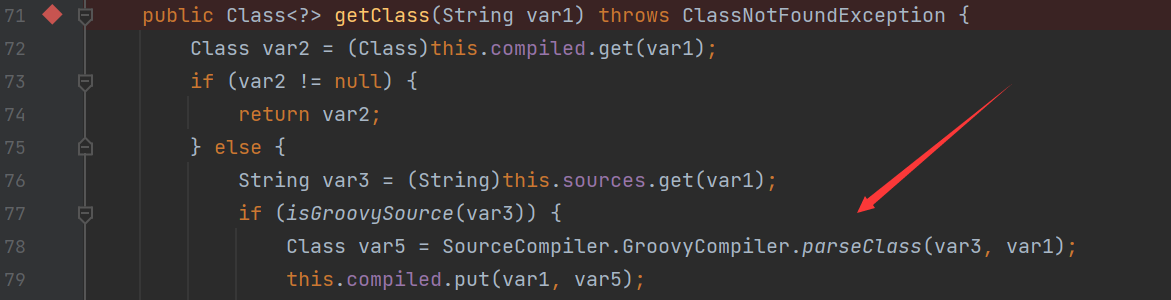 71 public Class<?> getClass(String var1) throws ClassNotFoundException {
72 Class var2 = (Class)this.compiled.get(var1);
73 if (var2 != null) {
74 return var2;
75 } else {
76 String var3 = (String)this.sources.get(var1);
77 if (isGroovySource(var3)) {
78 Class var5 = SourceCompiler.GroovyCompiler.parseClass(var3, var1);
79 this.compiled.put(var1, var5);